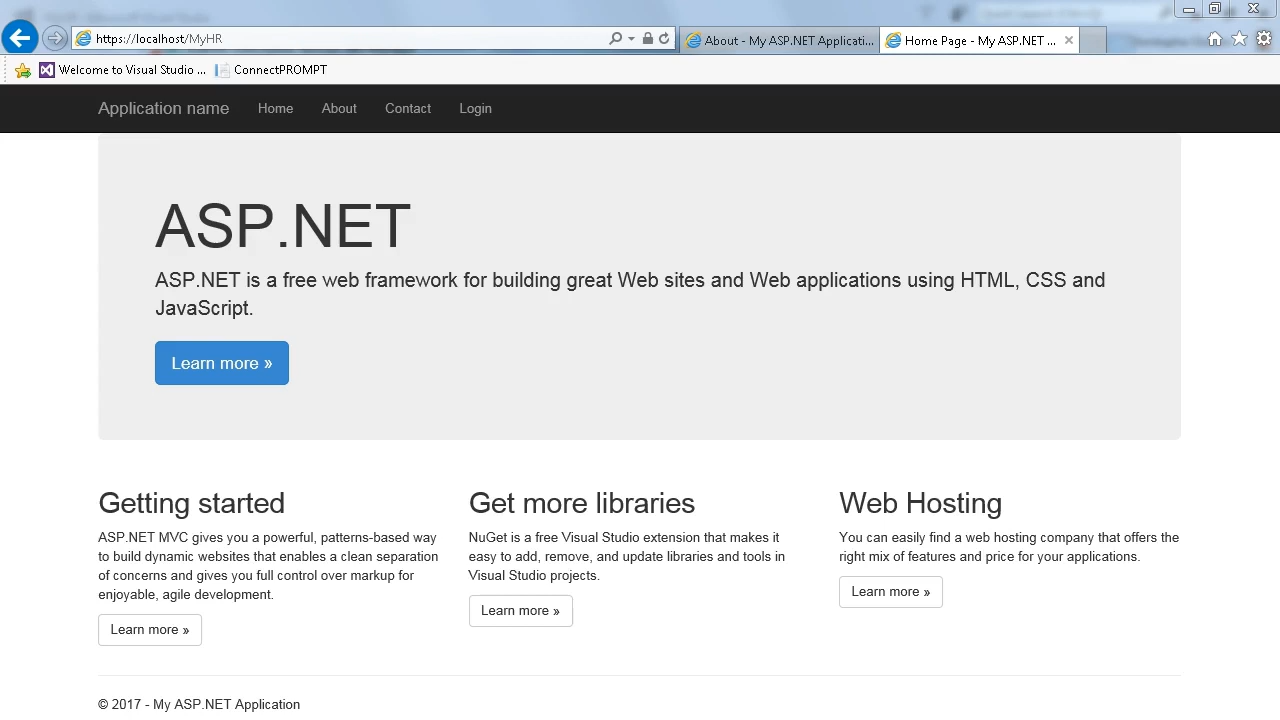 https://localhost/MyHR
About - My ASP.NET Applicati...
Home Page - My ASP.NET ...
Welcome to Visual Studio ...
ConnectPROMPT
Application name
Home
About
Contact
Login
ASP.NET
ASP.NET is a free web framework for building great Web sites and Web applications using HTML, CSS and
JavaScript.
Learn more »
Getting started
ASP.NET MVC gives you a powerful, patterns-based way
to build dynamic websites that enables a clean separation
of concerns and gives you full control over markup for
enjoyable, agile development.
Learn more »
Get more libraries
NuGet is a free Visual Studio extension that makes it
easy to add, remove, and update libraries and tools in
Visual Studio projects.
Learn more »
Web Hosting
You can easily find a web hosting company that offers the
right mix of features and price for your applications.
Learn more »
© 2017 - My ASP.NET Application